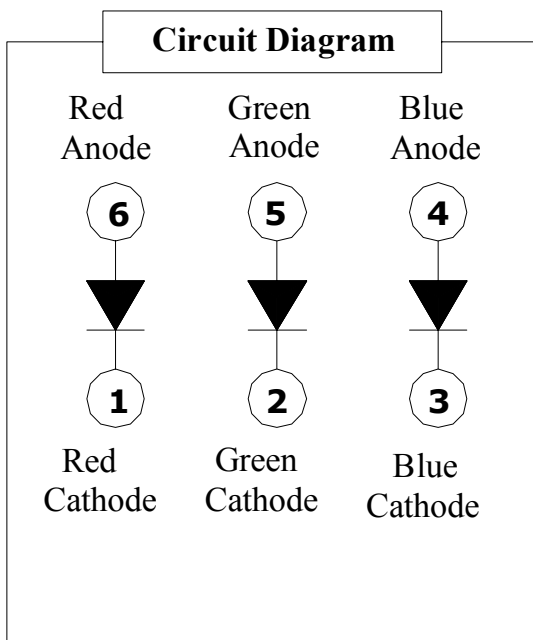 Circuit Diagram
Red
Anode
Green
Anode
Blue
Anode
6
5
4
1
2
3
Red
Cathode
Green
Cathode
Blue
Cathode